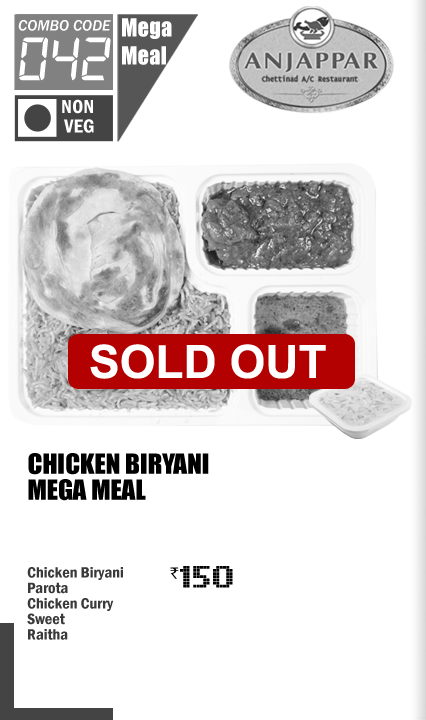 COMBO CODE
042
Mega
Meal
NON
VEG
ANJAPPAR
Chettinad A/C Restaurant
SOLD OUT
CHICKEN BIRYANI
MEGA MEAL
Chicken Biryani
Parota
Chicken Curry
Sweet
Raitha
₹150